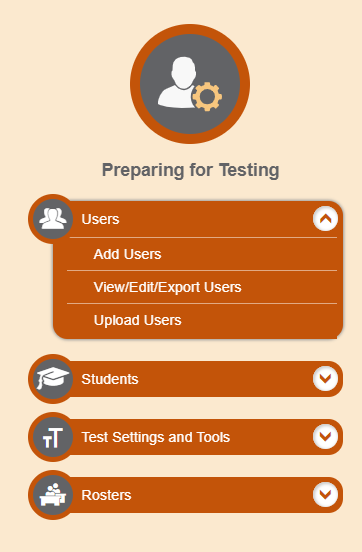 Preparing for Testing
Users
Add Users
View/Edit/Export Users
Upload Users
Students
Test Settings and Tools
Rosters